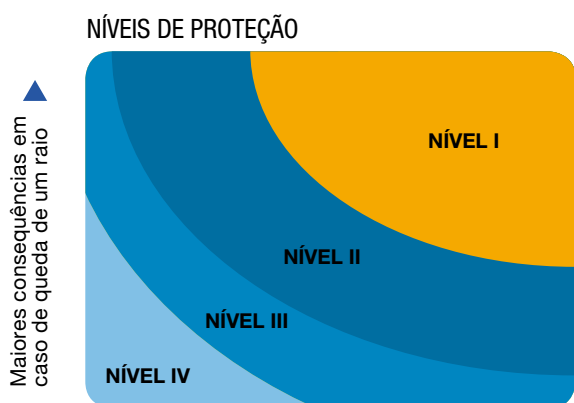 NÍVEIS DE PROTEÇÃO
Maiores consequências em
caso de queda de um raio
NÍVEL I
NÍVEL II
NÍVEL III
NÍVEL IV